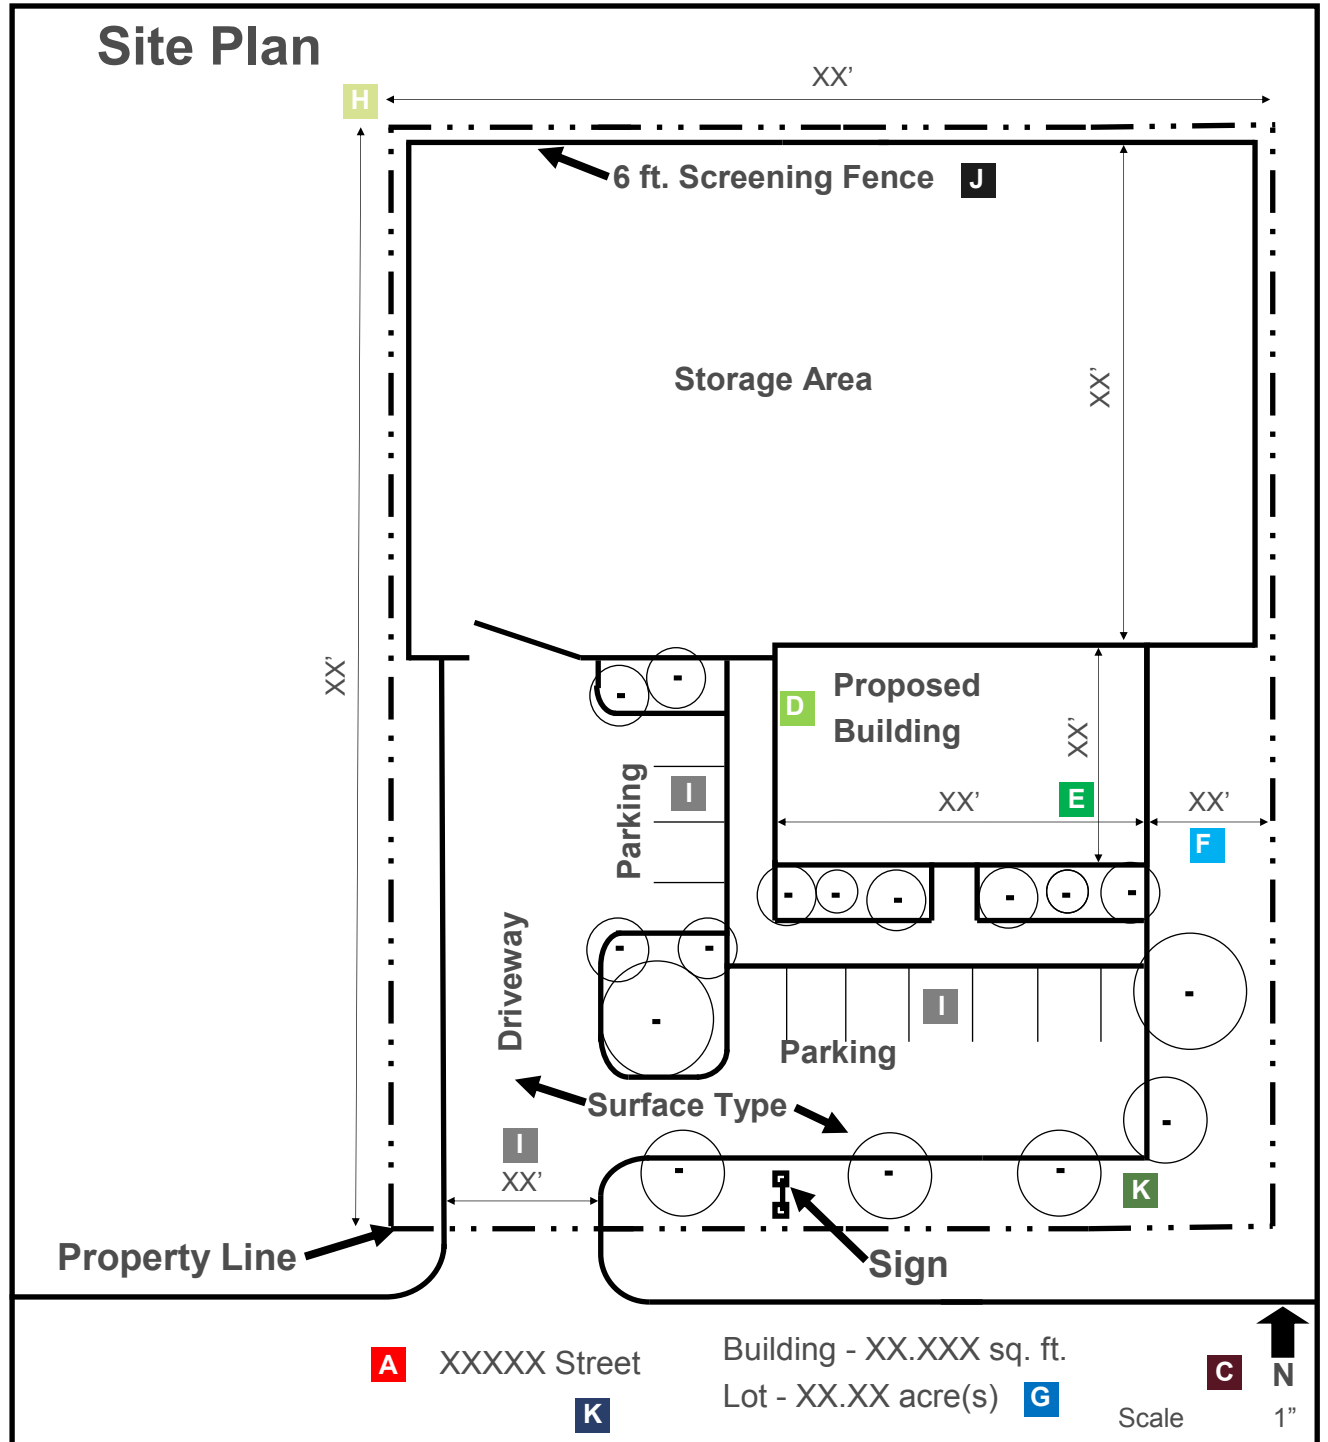 Site Plan
XX’
H
6 ft. Screening Fence J
Storage Area
XX’
XX’
D Proposed
Building
XX’
Parking
I
XX’
E
XX’
F
Driveway
I
Parking
Surface Type
I
XX’
K
Property Line
Sign
A XXXXX Street
Building - XX.XXX sq. ft.
Lot - XX.XX acre(s) G
K
C
N
Scale 1”